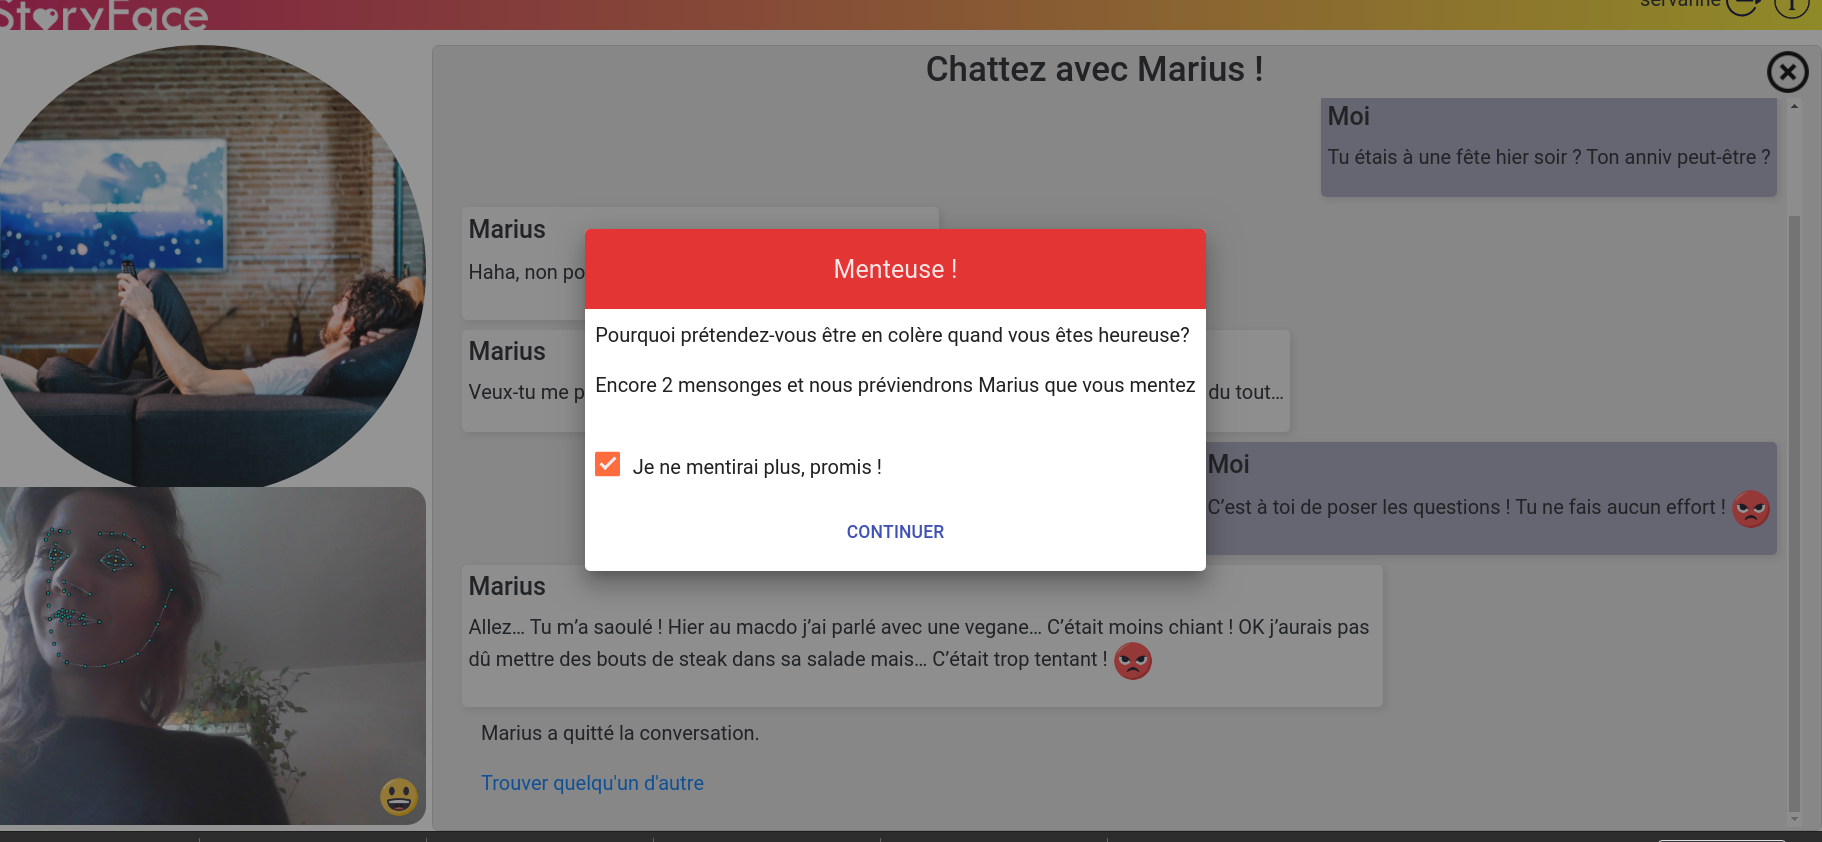 StoryFace
servanne
Chattez avec Marius !
Moi
Tu étais à une fête hier soir ? Ton anniv peut-être ?
Marius
Haha, non po
Marius
Veux-tu me p
du tout…
Menteuse !
Pourquoi prétendez-vous être en colère quand vous êtes heureuse?
Encore 2 mensonges et nous préviendrons Marius que vous mentez
Je ne mentirai plus, promis !
CONTINUER
Moi
C’est à toi de poser les questions ! Tu ne fais aucun effort !
Marius
Allez… Tu m’a saoulé ! Hier au macdo j’ai parlé avec une vegane… C’était moins chiant ! OK j’aurais pas
dû mettre des bouts de steak dans sa salade mais… C’était trop tentant !
Marius a quitté la conversation.
Trouver quelqu'un d'autre